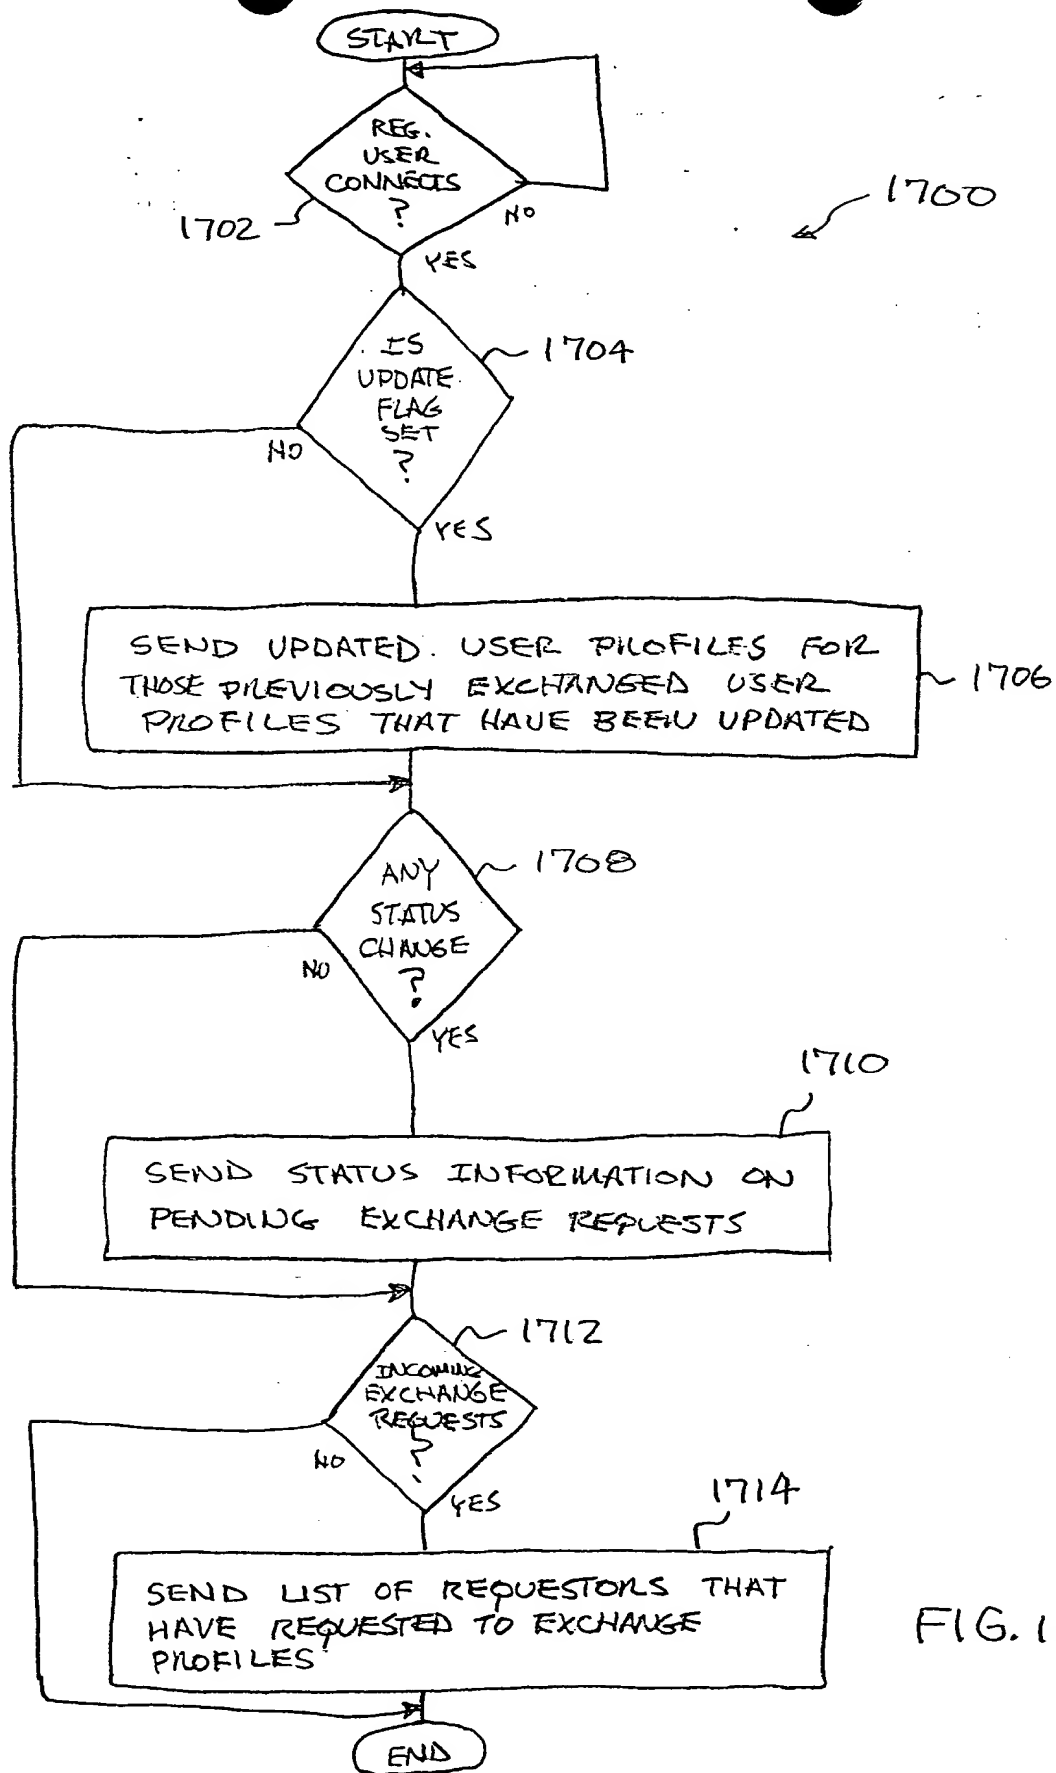 START
REG.
USER
CONNECTS
?
1702
NO
YES
1700
IS
UPDATE
FLAG
SET
?
1704
NO
YES
SEND UPDATED USER PROFILES FOR
THOSE PREVIOUSLY EXCHANGED USER
PROFILES THAT HAVE BEEN UPDATED
1706
ANY
STATUS
CHANGE
?
1708
NO
YES
1710
SEND STATUS INFORMATION ON
PENDING EXCHANGE REQUESTS
1712
INCOMING
EXCHANGE
REQUESTS
?
NO
YES
1714
SEND LIST OF REQUESTORS THAT
HAVE REQUESTED TO EXCHANGE
PROFILES
FIG. 1
END